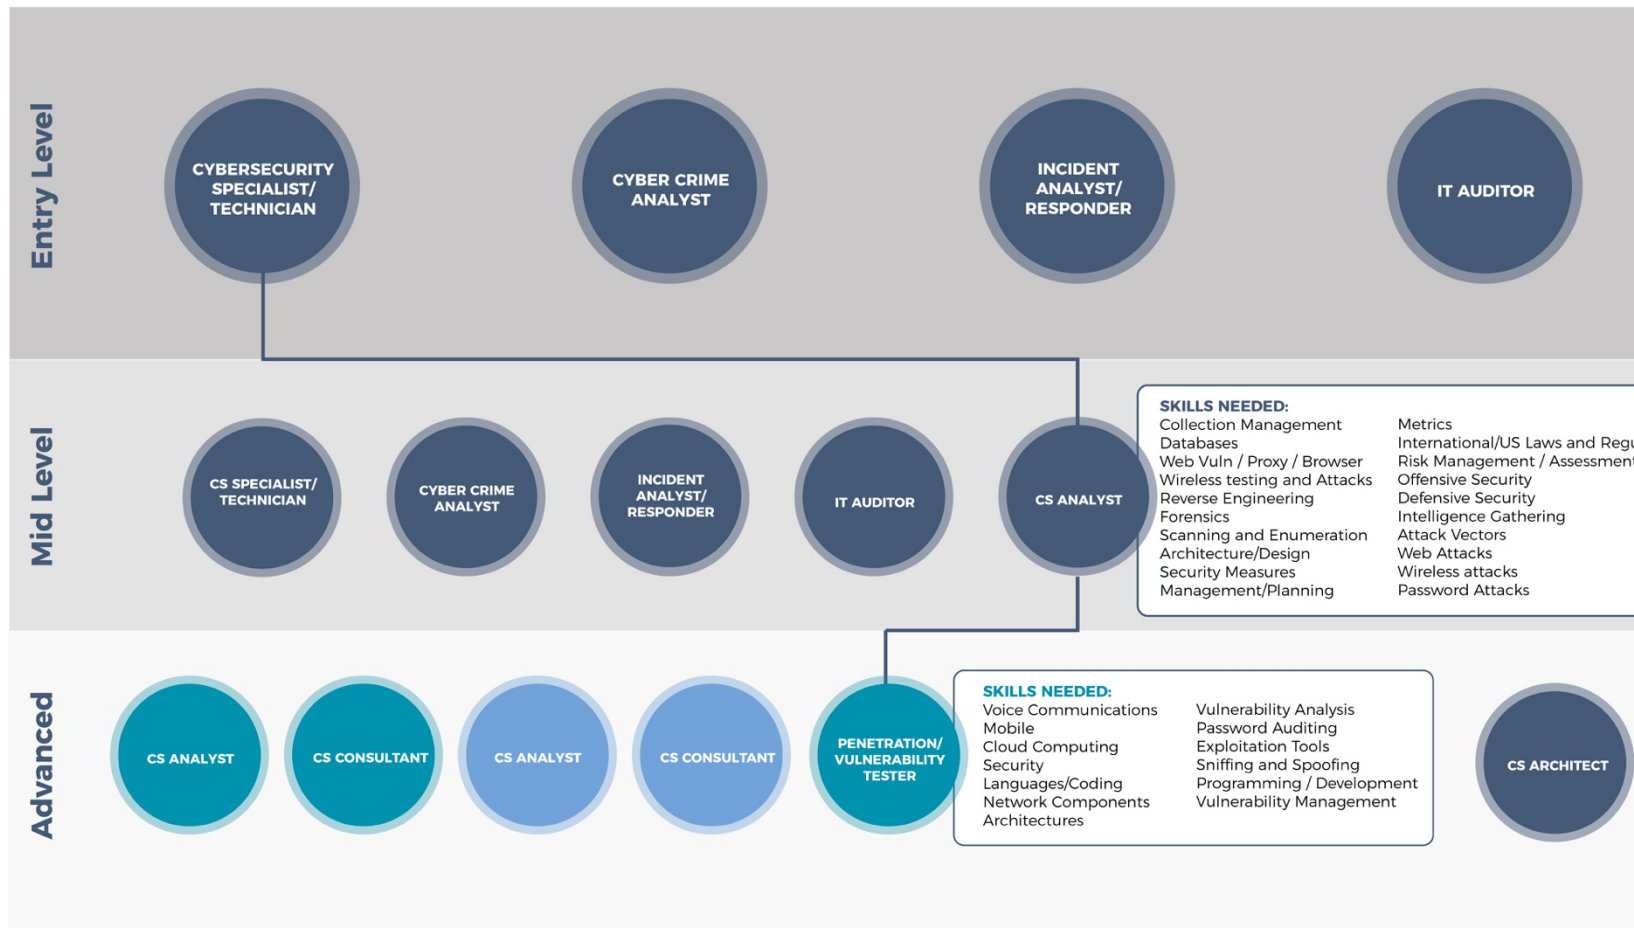 Entry Level
CYBERSECURITY
SPECIALIST/
TECHNICIAN
CYBER CRIME
ANALYST
INCIDENT
ANALYST/
RESPONDER
IT AUDITOR
Mid Level
CS SPECIALIST/
TECHNICIAN
CYBER CRIME
ANALYST
INCIDENT
ANALYST/
RESPONDER
IT AUDITOR
CS ANALYST
SKILLS NEEDED:
Collection Management
Databases
Web Vuln / Proxy / Browser
Wireless testing and Attacks
Reverse Engineering
Forensics
Scanning and Enumeration
Architecture/Design
Security Measures
Management/Planning
Metrics
International/US Laws and Regu
Risk Management / Assessment
Offensive Security
Defensive Security
Intelligence Gathering
Attack Vectors
Web Attacks
Wireless attacks
Password Attacks
Advanced
CS ANALYST
CS CONSULTANT
CS ANALYST
CS CONSULTANT
PENETRATION/
VULNERABILITY
TESTER
SKILLS NEEDED:
Voice Communications
Mobile
Cloud Computing
Security
Languages/Coding
Network Components
Architectures
Vulnerability Analysis
Password Auditing
Exploitation Tools
Sniffing and Spoofing
Programming / Development
Vulnerability Management
CS ARCHITECT